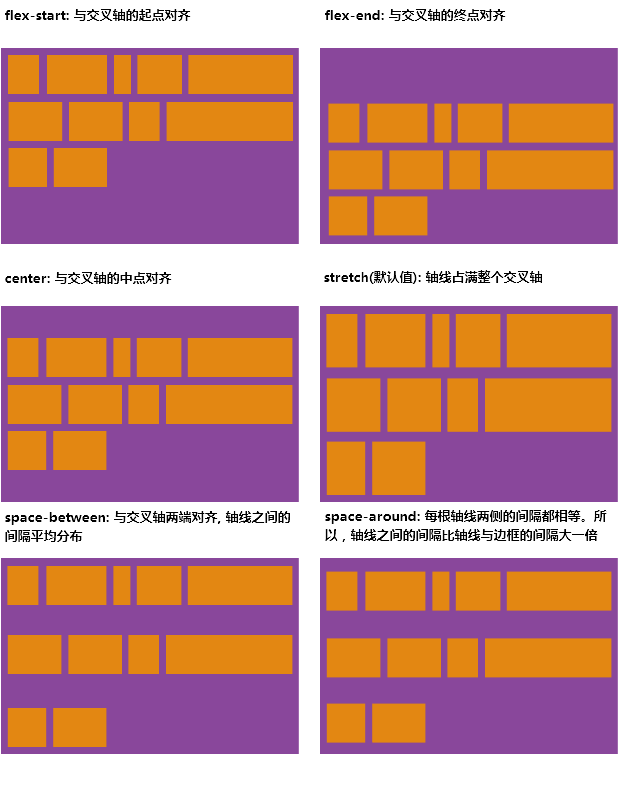 flex-start: 与交叉轴的起点对齐
flex-end: 与交叉轴的终点对齐
center: 与交叉轴的中点对齐
stretch(默认值): 轴线占满整个交叉轴
space-between: 与交叉轴两端对齐, 轴线之间的
间隔平均分布
space-around: 每根轴线两侧的间隔都相等。所
以，轴线之间的间隔比轴线与边框的间隔大一倍